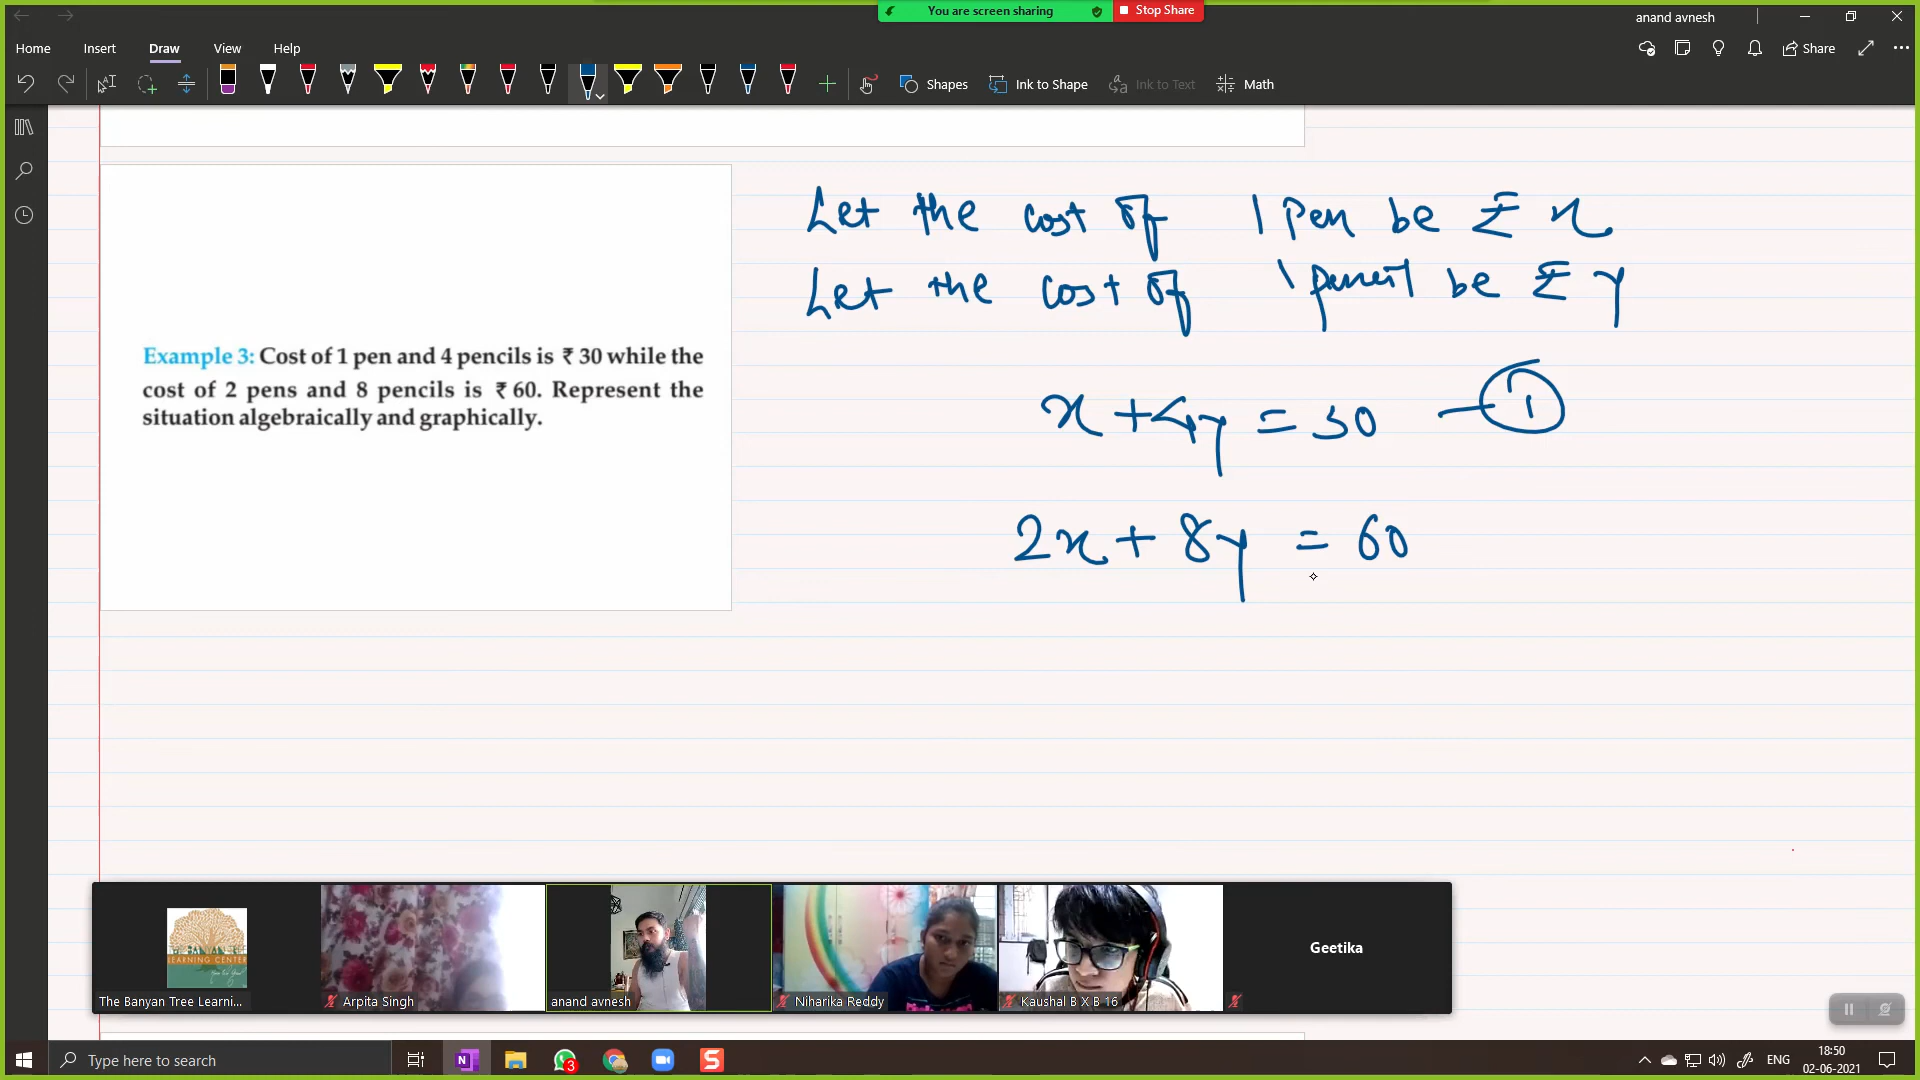 You are screen sharing
Stop Share
anand avnesh
Home Insert Draw View Help
Share
Shapes Ink to Shape Ink to Text Math
Example 3: Cost of 1 pen and 4 pencils is ₹ 30 while the
cost of 2 pens and 8 pencils is ₹ 60. Represent the
situation algebraically and graphically.
Let the cost of 1 Pen be ₹ x
Let the cost of 1 pencil be ₹ y
x + 4y = 30 — 1
2x + 8y = 60
LEARNING CENTER
The Banyan Tree Learni...
Arpita Singh
anand avnesh
Niharika Reddy
Kaushal B X B 16
Geetika
Type here to search
3
ENG
18:50
02-06-2021